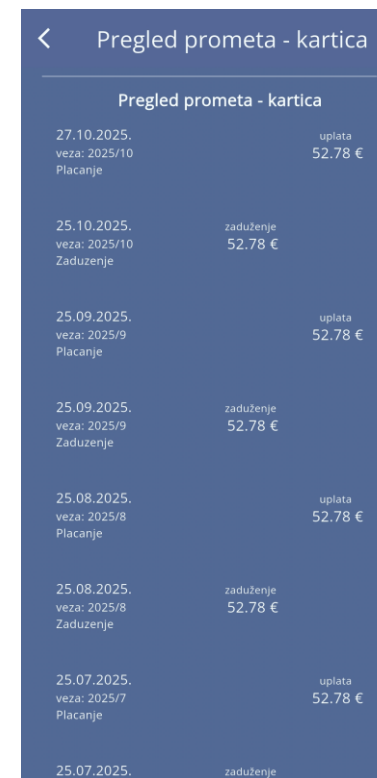 Pregled prometa - kartica
Pregled prometa - kartica
27.10.2025.
uplata
veza: 2025/10
52.78 €
Placanje
25.10.2025.
zaduženje
veza: 2025/10
52.78 €
Zaduzenje
25.09.2025.
uplata
veza: 2025/9
52.78 €
Placanje
25.09.2025.
zaduženje
veza: 2025/9
52.78 €
Zaduzenje
25.08.2025.
uplata
veza: 2025/8
52.78 €
Placanje
25.08.2025.
zaduženje
veza: 2025/8
52.78 €
Zaduzenje
25.07.2025.
uplata
veza: 2025/7
52.78 €
Placanje
25.07.2025.
zaduženje